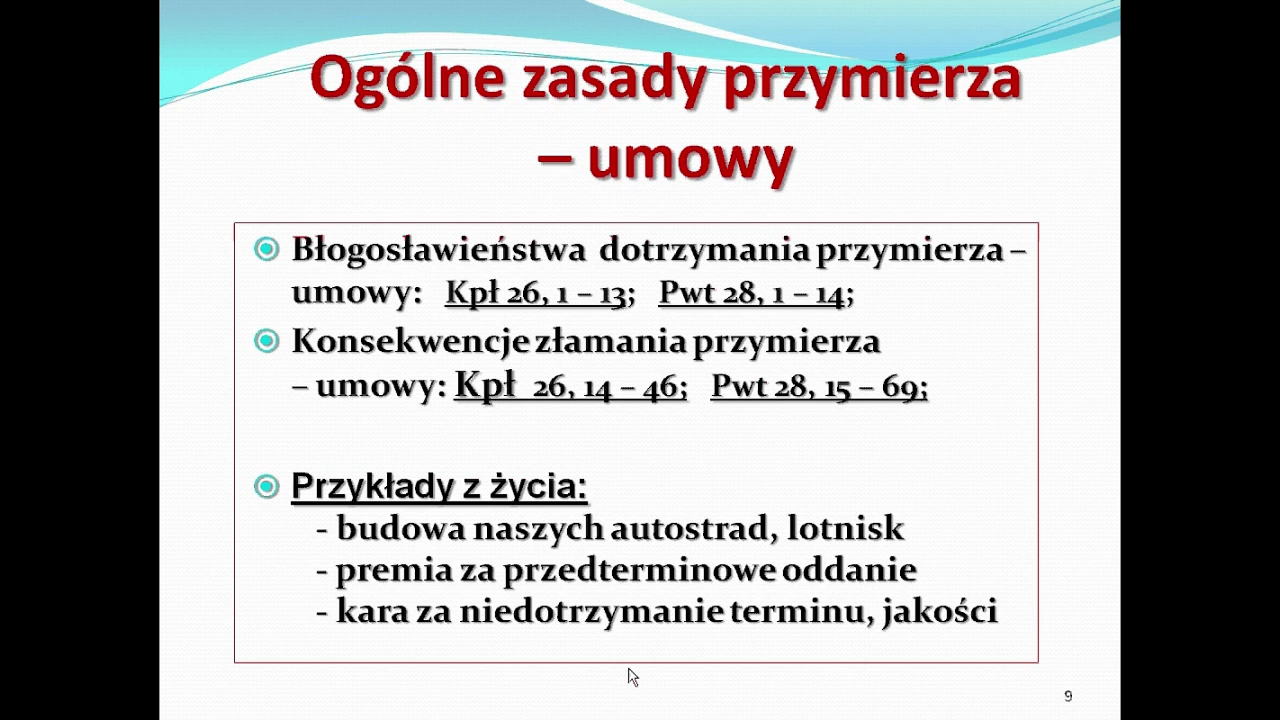 Ogólne zasady przymierza
– umowy
Błogosławieństwa dotrzymania przymierza –
umowy: Kpł 26, 1 – 13; Pwt 28, 1 – 14;
Konsekwencje złamania przymierza
– umowy: Kpł 26, 14 – 46; Pwt 28, 15 – 69;
Przykłady z życia:
- budowa naszych autostrad, lotnisk
- premia za przedterminowe oddanie
- kara za niedotrzymanie terminu, jakości
9